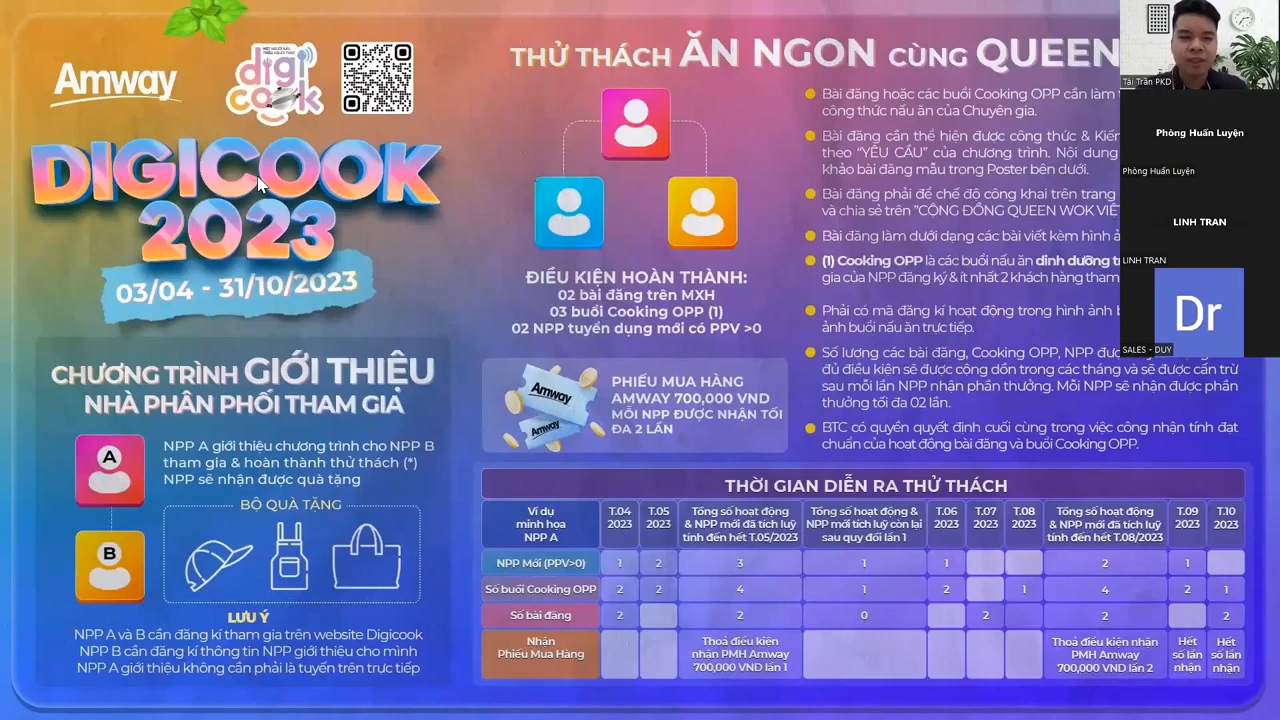 Amway
MỘT NGƯỜI NẤU
TRIỆU NGƯỜI THEO
digi
cook
DIGICOOK
2023
03/04 - 31/10/2023
CHƯƠNG TRÌNH GIỚI THIỆU
NHÀ PHÂN PHỐI THAM GIA
A
B
NPP A giới thiệu chương trình cho NPP B
tham gia & hoàn thành thử thách (*)
NPP sẽ nhận được quà tặng
BỘ QUÀ TẶNG
LƯU Ý
NPP A và B cần đăng kí tham gia trên website Digicook
NPP B cần đăng kí thông tin NPP giới thiệu cho mình
NPP A giới thiệu không cần phải là tuyến trên trực tiếp
THỬ THÁCH ĂN NGON CÙNG QUEEN
ĐIỀU KIỆN HOÀN THÀNH:
02 bài đăng trên MXH
03 buổi Cooking OPP (1)
02 NPP tuyển dụng mới có PPV >0
Amway
Amway
PHIẾU MUA HÀNG
AMWAY 700,000 VND
MỖI NPP ĐƯỢC NHẬN TỐI
ĐA 2 LẦN
Bài đăng hoặc các buổi Cooking OPP cần làm
công thức nấu ăn của Chuyên gia.
Bài đăng cần thể hiện được công thức & Kiến
theo “YÊU CẦU” của chương trình. Nội dung
khảo bài đăng mẫu trong Poster bên dưới.
Bài đăng phải để chế độ công khai trên trang
và chia sẻ trên "CỘNG ĐỒNG QUEEN WOK VIỆ
Bài đăng làm dưới dạng các bài viết kèm hình ả
(1) Cooking OPP là các buổi nấu ăn dinh dưỡng
gia của NPP đăng ký & ít nhất 2 khách hàng tham
Phải có mã đăng kí hoạt động trong hình ảnh
ảnh buổi nấu ăn trực tiếp.
Số lượng các bài đăng, Cooking OPP, NPP
đủ điều kiện sẽ được cộng dồn trong các tháng và sẽ được cấn trừ
sau mỗi lần NPP nhận phần thưởng. Mỗi NPP sẽ nhận được phần
thưởng tối đa 02 lần.
BTC có quyền quyết định cuối cùng trong việc công nhận tính đạt
chuẩn của hoạt động bài đăng và buổi Cooking OPP.
THỜI GIAN DIỄN RA THỬ THÁCH
Ví dụ minh họa NPP A T.04 2023 T.05 2023 Tổng số hoạt động & NPP mới đã tích luỹ tính đến hết T.05/2023 Tổng số hoạt động & NPP mới tích luỹ còn lại sau quy đổi lần 1 T.06 2023 T.07 2023 T.08 2023 Tổng số hoạt động & NPP mới đã tích luỹ tính đến hết T.08/2023 T.09 2023 T.10 2023
NPP Mới (PPV>0) 1 2 3 1 1 2 1
Số buổi Cooking OPP 2 2 4 1 2 1 4 2 1
Số bài đăng 2 2 0 2 2 2
Nhận Phiếu Mua Hàng Thoả điều kiện nhận PMH Amway 700,000 VND lần 1 Thoả điều kiện nhận PMH Amway 700,000 VND lần 2 Hết số lần nhận Hết số lần nhận
Tài Trần PKD
Phòng Huấn Luyện
Phòng Huấn Luyện
LINH TRAN
LINH TRAN
Dr
SALES - DUY